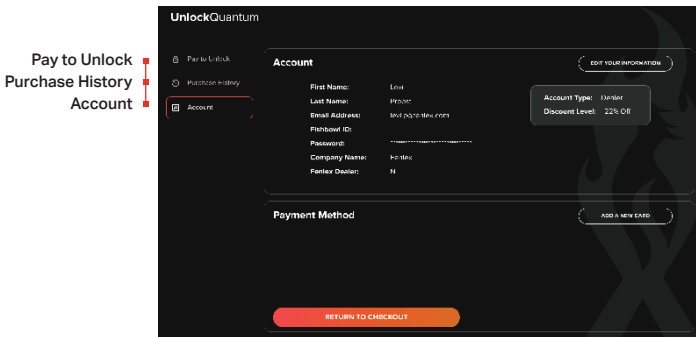 UnlockQuantum
Pay to Unlock
Purchase History
Account
Pay to Unlock
Purchase History
Account
Account
EDIT YOUR INFORMATION
First Name: Levi
Last Name: Propst
Email Address:
Fishbowl ID:
Password: 
Company Name: Fenlex
Fenlex Dealer: N
Account Type: Dealer
Discount Level: 22% Off
Payment Method
ADD A NEW CARD
RETURN TO CHECKOUT